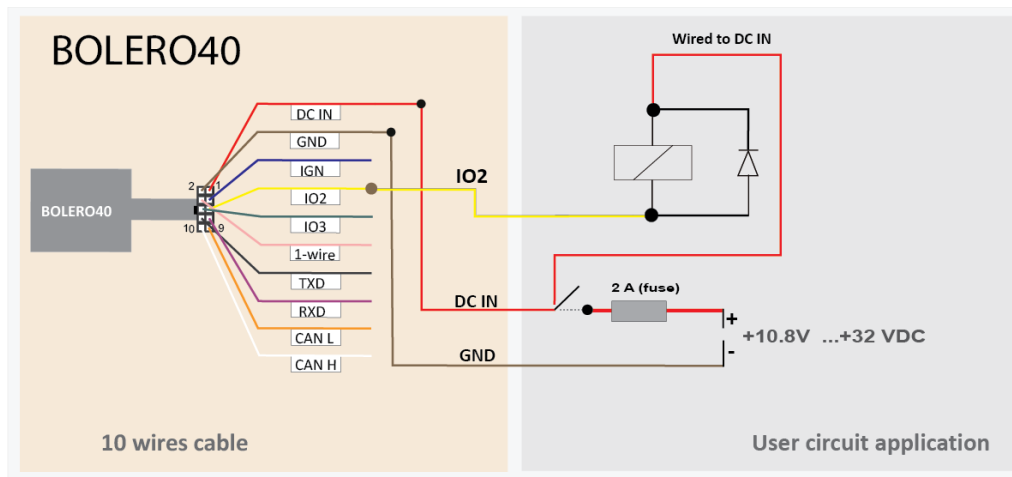 BOLERO40
Wired to DC IN
DC IN
GND
IGN
IO2
IO2
IO3
1-wire
TXD
RXD
CAN L
CAN H
2
1
10
9
BOLERO40
DC IN
GND
2 A (fuse)
+
-
+10.8V ...+32 VDC
10 wires cable
User circuit application